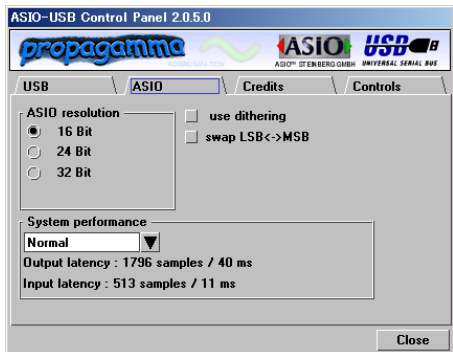 ASIO-USB Control Panel 2.0.5.0
propagamma
ASIO
ASIO™ STEINBERG GMBH
USB
UNIVERSAL SERIAL BUS
USB
ASIO
Credits
Controls
ASIO resolution
16 Bit
24 Bit
32 Bit
use dithering
swap LSB<->MSB
System performance
Normal
Output latency : 1796 samples / 40 ms
Input latency : 513 samples / 11 ms
Close